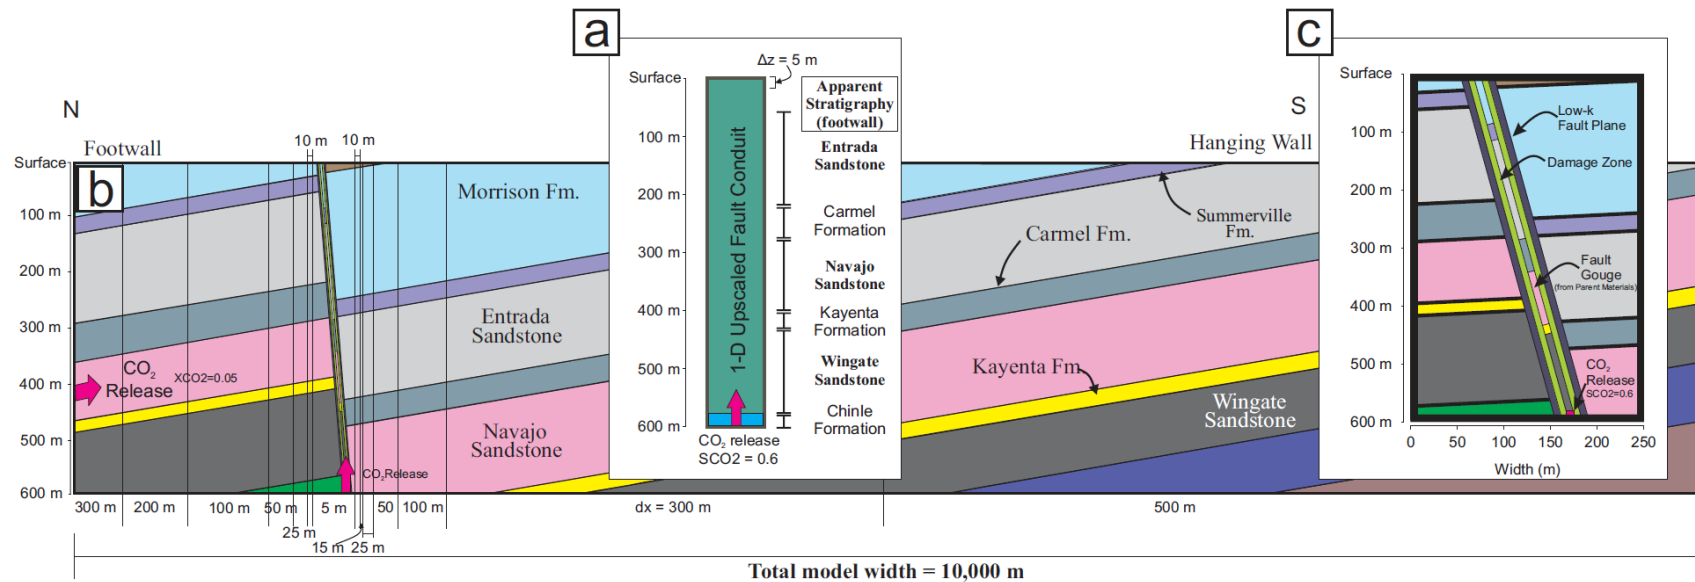 a
c
Δz = 5 m
Surface
100 m
200 m
300 m
400 m
500 m
600 m
1-D Upscaled Fault Conduit
Apparent
Stratigraphy
(footwall)
Entrada
Sandstone
Carmel
Formation
Navajo
Sandstone
Kayenta
Formation
Wingate
Sandstone
Chinle
Formation
CO₂ release
SCO2 = 0.6
N
S
Footwall
Hanging Wall
10 m
10 m
b
Surface
100 m
200 m
300 m
400 m
500 m
600 m
Morrison Fm.
Entrada
Sandstone
CO₂
Release
XCO2=0.05
Navajo
Sandstone
CO₂Release
Summerville
Fm.
Carmel Fm.
Kayenta Fm.
Wingate
Sandstone
300 m
200 m
100 m
50 m
5 m
50
100 m
dx = 300 m
500 m
25 m
15 m
25 m
Total model width = 10,000 m
Surface
100 m
200 m
300 m
400 m
500 m
600 m
Low-k
Fault Plane
Damage Zone
Fault
Gouge
(from Parent Materials)
CO₂
Release
SCO2=0.6
0
50
100
150
200
250
Width (m)